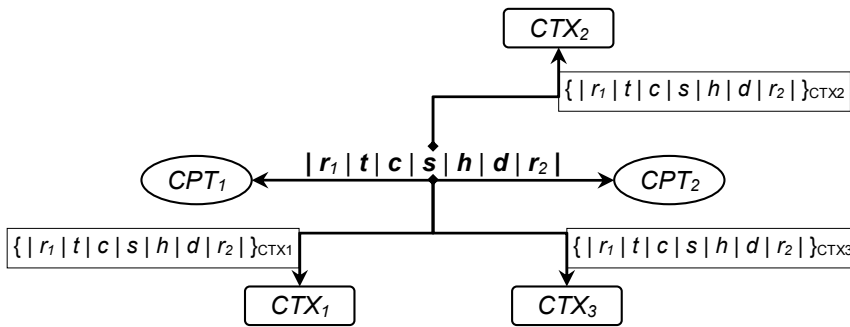 CTX₂
{ | r₁ | t | c | s | h | d | r₂ | }CTX2
| r₁ | t | c | s | h | d | r₂ |
CPT₁
CPT₂
{ | r₁ | t | c | s | h | d | r₂ | }CTX1
{ | r₁ | t | c | s | h | d | r₂ | }CTX3
CTX₁
CTX₃